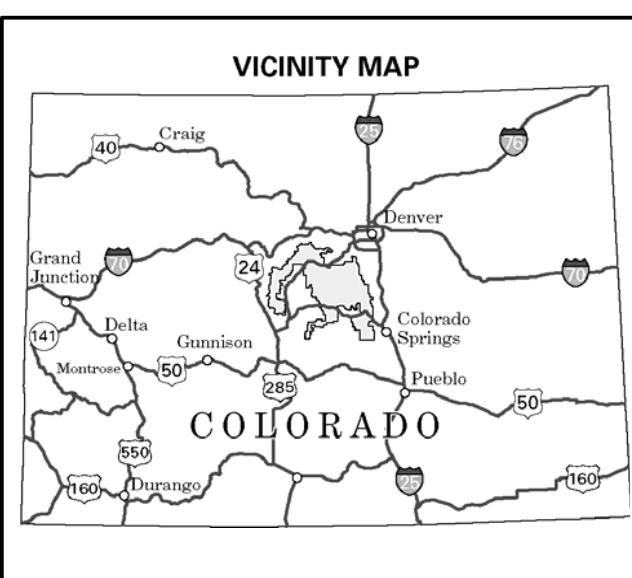 VICINITY MAP
25
76
Craig
40
Denver
Grand
Junction
70
24
70
141
Delta
Gunnison
Colorado
Springs
Montrose
50
285
Pueblo
50
COLORADO
550
160
Durango
25
160